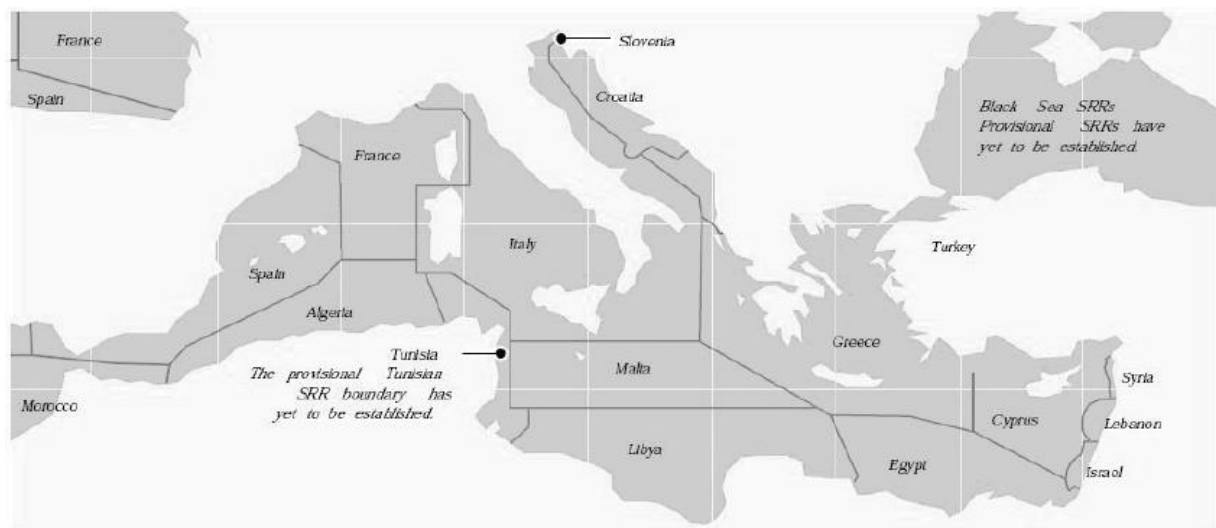 France
Slovenia
Spain
Croatia
Black Sea SRRs
Provisional SRRs have
yet to be established.
France
Italy
Turkey
Spain
Algeria
Greece
Tunisia
Malta
The provisional Tunisian
SRR boundary has
yet to be established.
Syria
Morocco
Cyprus
Lebanon
Libya
Egypt
Israel